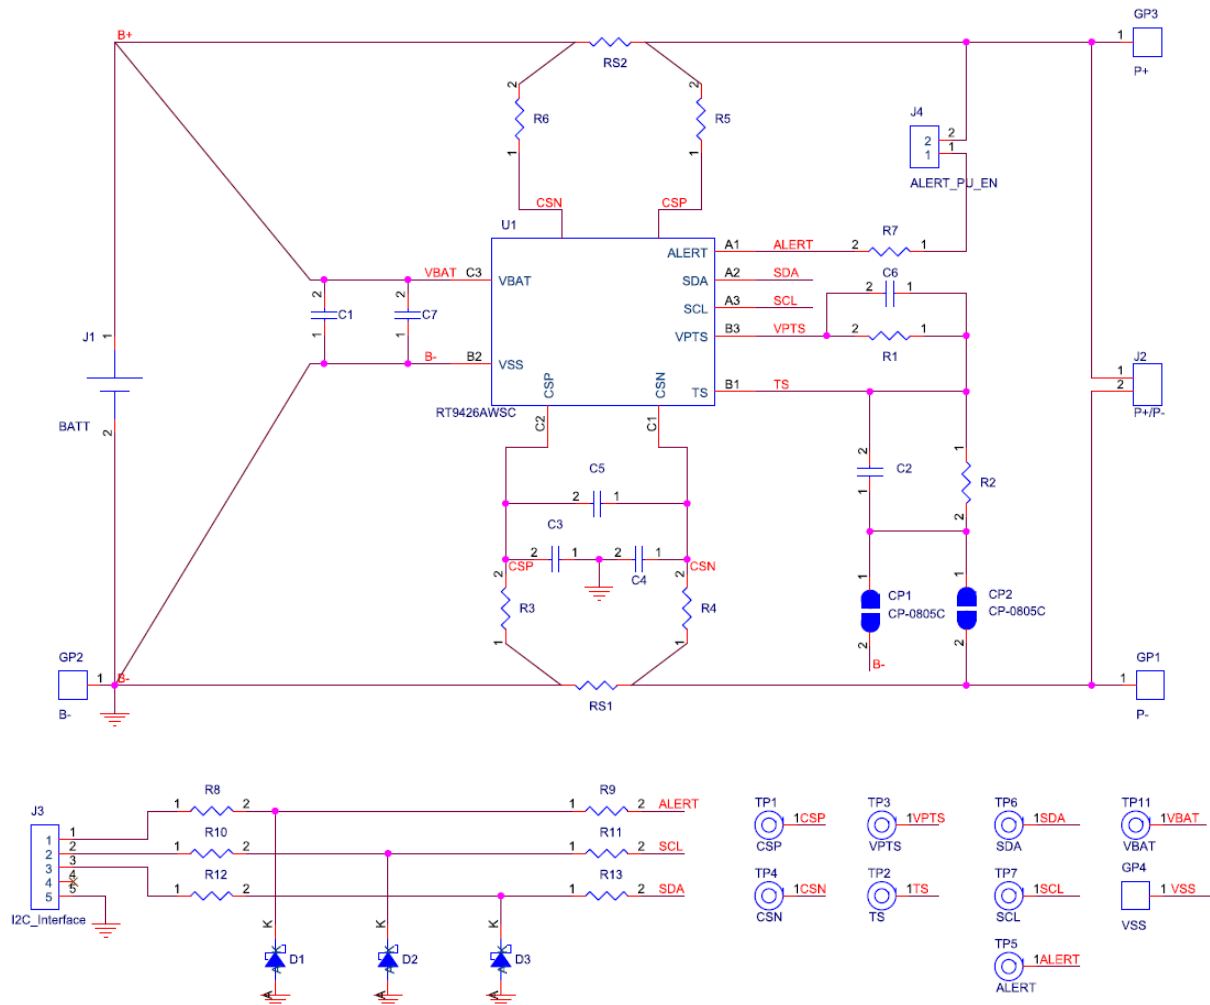 B+
GP3
1
P+
RS2
2
R6
1
2
R5
1
J4
2
1
2
1
ALERT_PU_EN
CSN
CSP
U1
RT9426AWSC
VBAT C3 VBAT
B- B2 VSS
ALERT A1 ALERT
SDA A2 SDA
SCL A3 SCL
VPTS B3 VPTS
TS B1 TS
CSP
CSN
C2
C1
2 R7 1
C6
2 1
2 1
R1
2
C1
1
2
C7
1
J1
1
BATT
2
J2
1
2
P+/P-
C5
2 1
C3
2 1
2 1
C4
CSP
CSN
2
R3
1
2
R4
1
2
C2
1
1
R2
2
1
CP1
CP-0805C
2
B-
1
CP2
CP-0805C
2
GP2
1
B-
B-
RS1
GP1
1
P-
J3
1
2
3
4
5
1
2
3
4
5
I2C_Interface
1 R8 2
1 R9 2 ALERT
1 R10 2
1 R11 2 SCL
1 R12 2
1 R13 2 SDA
K
D1
A
K
D2
A
K
D3
A
TP1
1CSP
CSP
TP3
1VPTS
VPTS
TP6
1SDA
SDA
TP11
1VBAT
VBAT
TP4
1CSN
CSN
TP2
1TS
TS
TP7
1SCL
SCL
GP4
1 VSS
VSS
TP5
1ALERT
ALERT